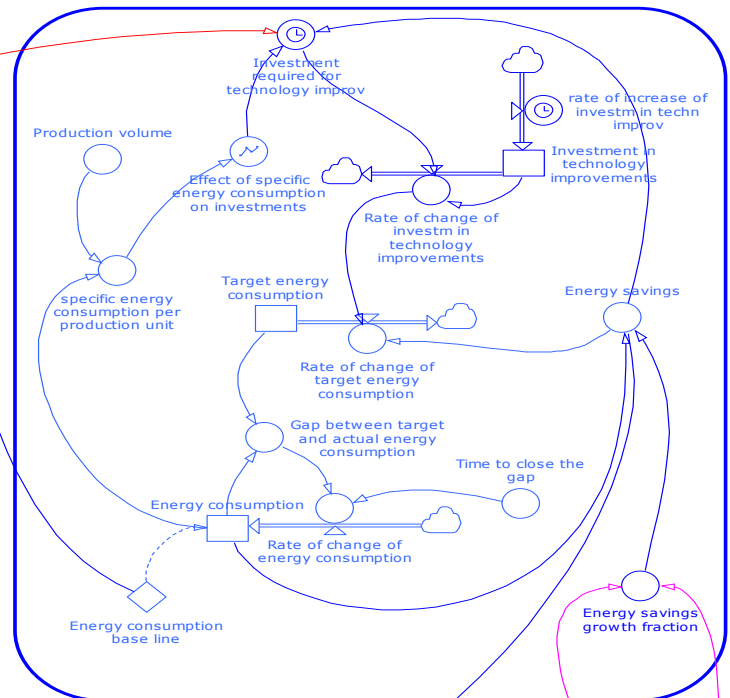 Investment
required for
technology improv
rate of increase of
investm in techn
improv
Production volume
Investment in
technology
improvements
Effect of specific
energy consumption
on investments
Rate of change of
investm in
technology
improvements
Target energy
consumption
Energy savings
specific energy
consumption per
production unit
Rate of change of
target energy
consumption
Gap between target
and actual energy
consumption
Time to close the
gap
Energy consumption
Rate of change of
energy consumption
Energy savings
growth fraction
Energy consumption
base line